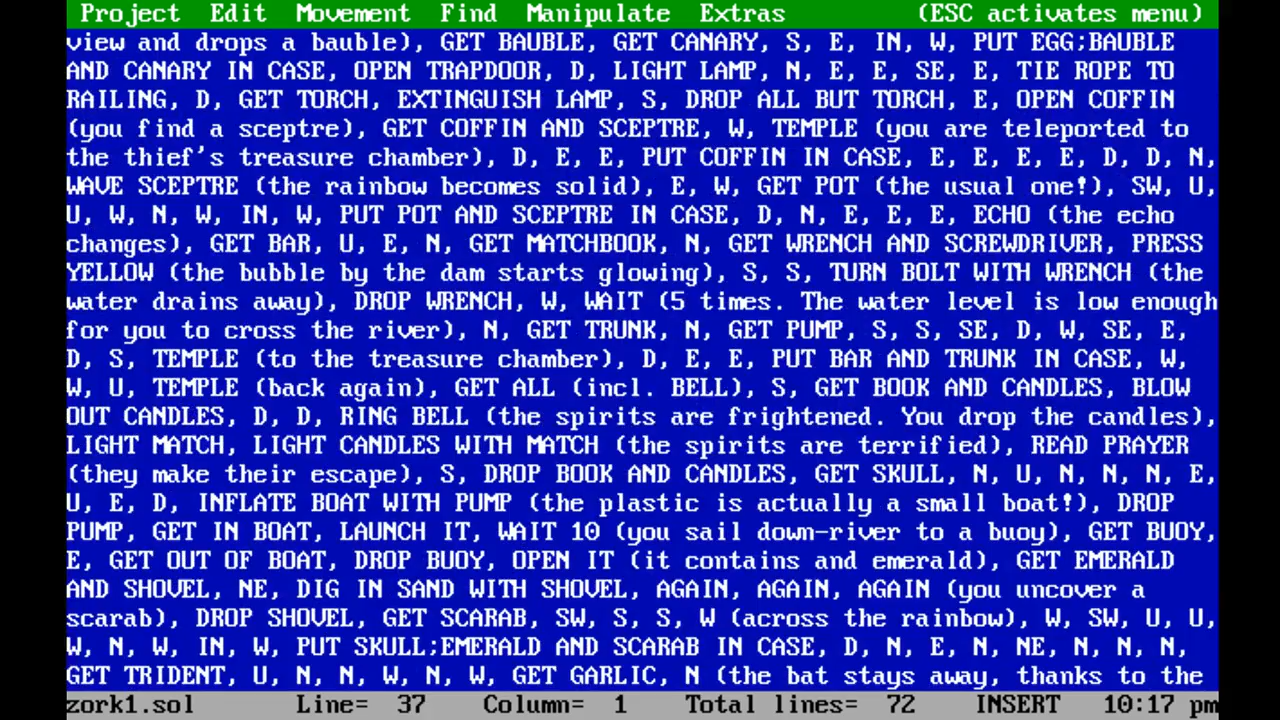 Project Edit Movement Find Manipulate Extras (ESC activates menu)
view and drops a bauble), GET BAUBLE, GET CANARY, S, E, IN, W, PUT EGG;BAUBLE
AND CANARY IN CASE, OPEN TRAPDOOR, D, LIGHT LAMP, N, E, E, SE, E, TIE ROPE TO
RAILING, D, GET TORCH, EXTINGUISH LAMP, S, DROP ALL BUT TORCH, E, OPEN COFFIN
(you find a sceptre), GET COFFIN AND SCEPTRE, W, TEMPLE (you are teleported to
the thief's treasure chamber), D, E, E, PUT COFFIN IN CASE, E, E, E, E, D, D, N,
WAVE SCEPTRE (the rainbow becomes solid), E, W, GET POT (the usual one!), SW, U,
U, W, N, W, IN, W, PUT POT AND SCEPTRE IN CASE, D, N, E, E, E, ECHO (the echo
changes), GET BAR, U, E, N, GET MATCHBOOK, N, GET WRENCH AND SCREWDRIVER, PRESS
YELLOW (the bubble by the dam starts glowing), S, S, TURN BOLT WITH WRENCH (the
water drains away), DROP WRENCH, W, WAIT (5 times. The water level is low enough
for you to cross the river), N, GET TRUNK, N, GET PUMP, S, S, SE, D, W, SE, E,
D, S, TEMPLE (to the treasure chamber), D, E, E, PUT BAR AND TRUNK IN CASE, W,
W, U, TEMPLE (back again), GET ALL (incl. BELL), S, GET BOOK AND CANDLES, BLOW
OUT CANDLES, D, D, RING BELL (the spirits are frightened. You drop the candles),
LIGHT MATCH, LIGHT CANDLES WITH MATCH (the spirits are terrified), READ PRAYER
(they make their escape), S, DROP BOOK AND CANDLES, GET SKULL, N, U, N, N, N, E,
U, E, D, INFLATE BOAT WITH PUMP (the plastic is actually a small boat!), DROP
PUMP, GET IN BOAT, LAUNCH IT, WAIT 10 (you sail down-river to a buoy), GET BUOY,
E, GET OUT OF BOAT, DROP BUOY, OPEN IT (it contains and emerald), GET EMERALD
AND SHOVEL, NE, DIG IN SAND WITH SHOVEL, AGAIN, AGAIN, AGAIN (you uncover a
scarab), DROP SHOVEL, GET SCARAB, SW, S, S, W (across the rainbow), W, SW, U, U,
W, N, W, IN, W, PUT SKULL;EMERALD AND SCARAB IN CASE, D, N, E, N, NE, N, N, N,
GET TRIDENT, U, N, N, W, N, W, GET GARLIC, N (the bat stays away, thanks to the
zork1.sol Line= 37 Column= 1 Total lines= 72 INSERT 10:17 pm